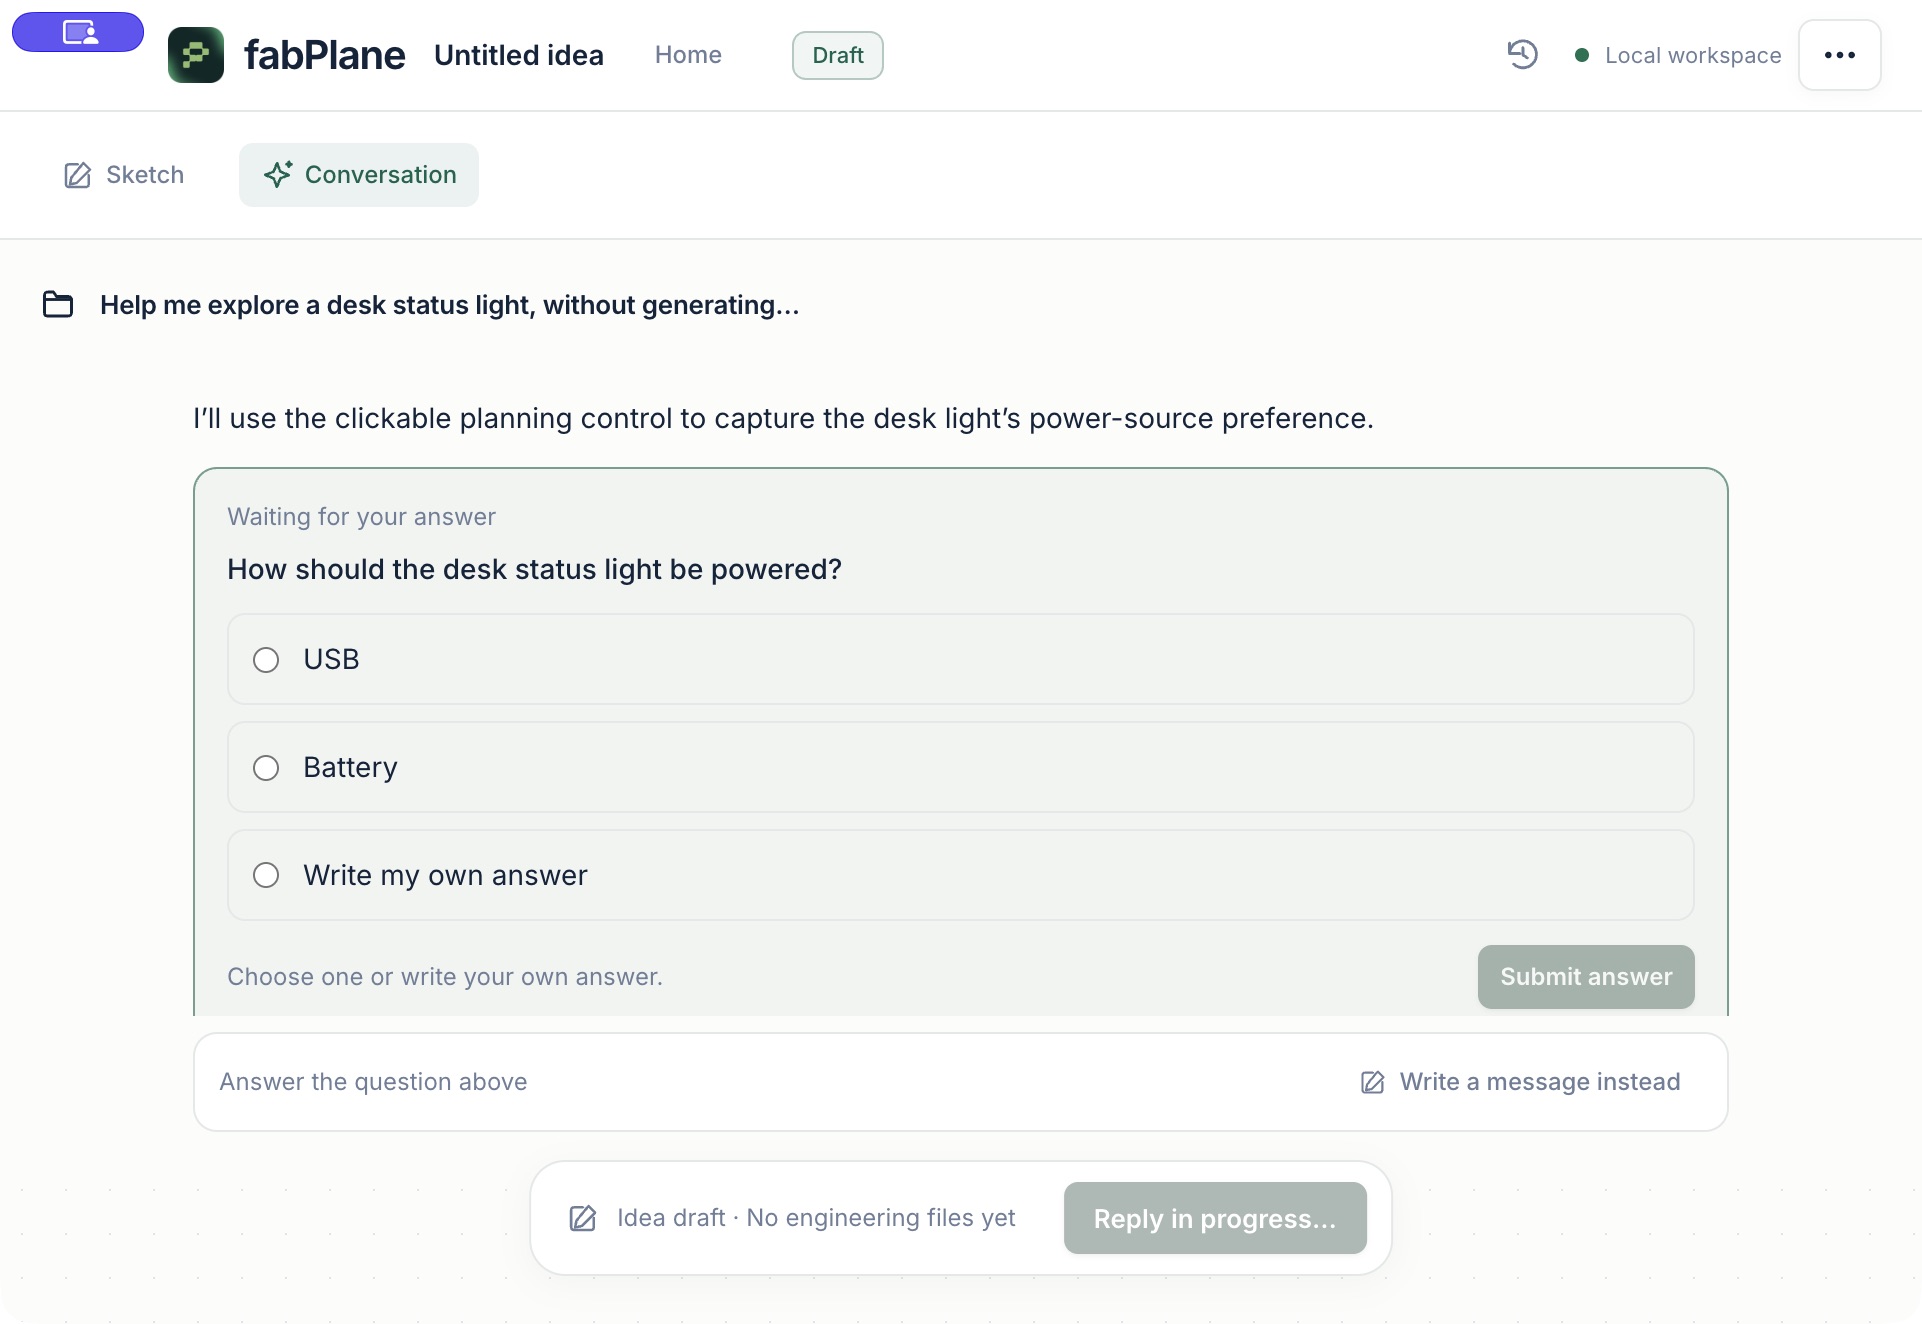 fabPlane Untitled idea Home Draft Local workspace
Sketch Conversation
Help me explore a desk status light, without generating...
I’ll use the clickable planning control to capture the desk light’s power-source preference.
Waiting for your answer
How should the desk status light be powered?
USB
Battery
Write my own answer
Choose one or write your own answer. Submit answer
Answer the question above Write a message instead
Idea draft · No engineering files yet Reply in progress...